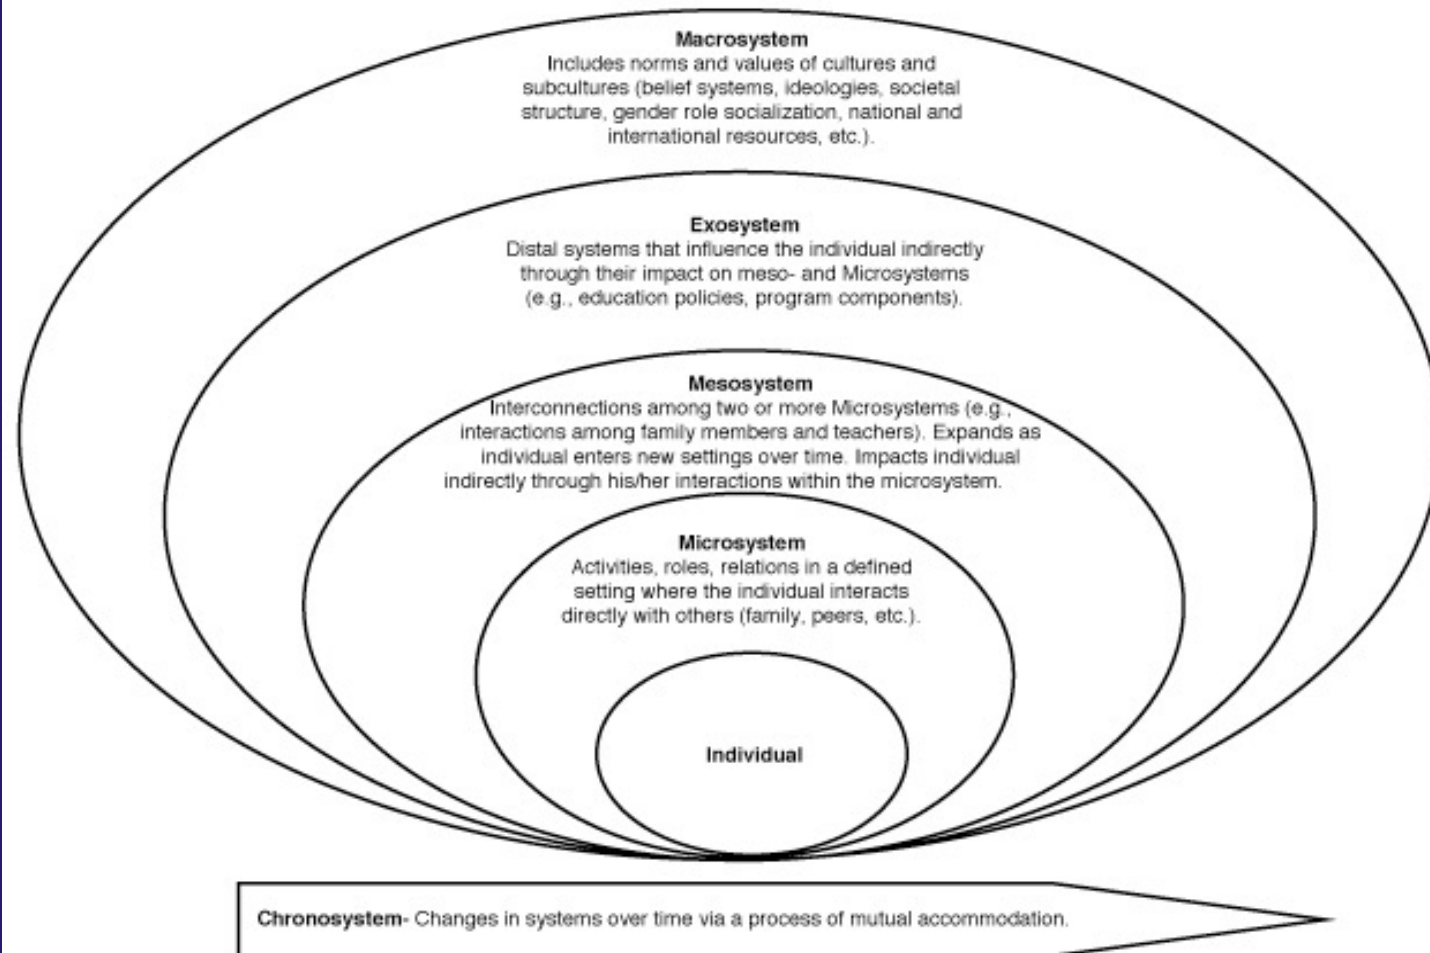 Macrosystem
Includes norms and values of cultures and
subcultures (belief systems, ideologies, societal
structure, gender role socialization, national and
international resources, etc.).
Exosystem
Distal systems that influence the individual indirectly
through their impact on meso- and Microsystems
(e.g., education policies, program components).
Mesosystem
Interconnections among two or more Microsystems (e.g.,
interactions among family members and teachers). Expands as
individual enters new settings over time. Impacts individual
indirectly through his/her interactions within the microsystem.
Microsystem
Activities, roles, relations in a defined
setting where the individual interacts
directly with others (family, peers, etc.).
Individual
Chronosystem- Changes in systems over time via a process of mutual accommodation.